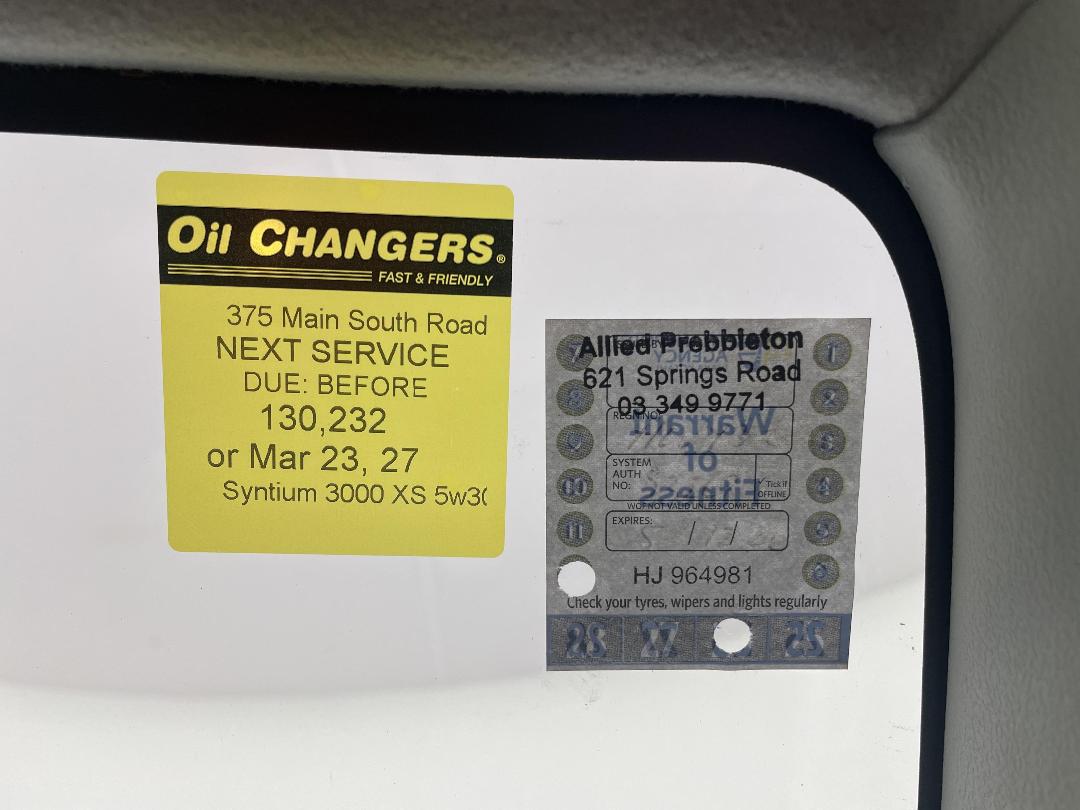 Oil CHANGERS®
FAST & FRIENDLY
375 Main South Road
NEXT SERVICE
DUE: BEFORE
130,232
or Mar 23, 27
Syntium 3000 XS 5w3
Allied Prebbleton
621 Springs Road
03 349 9771
REGN NO:
Warrant
of
Fitness
SYSTEM
AUTH
NO:
Tick if
OFFLINE
WOF NOT VALID UNLESS COMPLETED
EXPIRES:
HJ 964981
Check your tyres, wipers and lights regularly
7 1
8 2
9 3
10 4
11 5
6
28 27 25